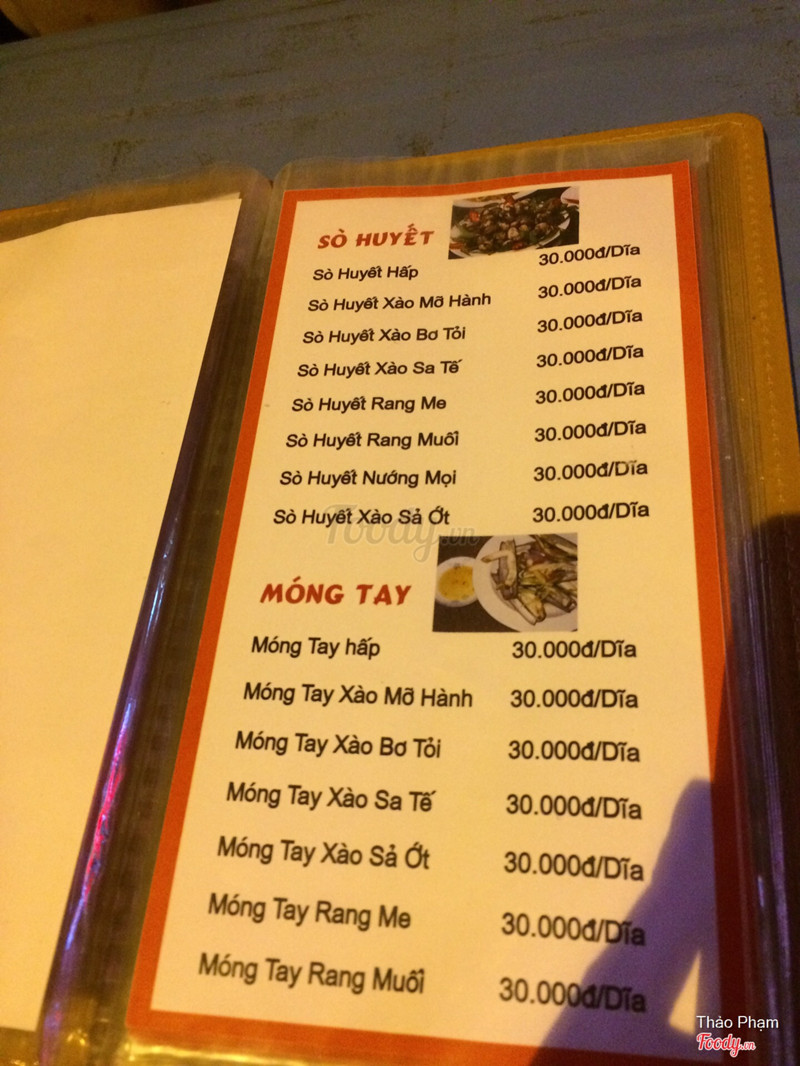 SÒ HUYẾT
Sò Huyết Hấp 30.000đ/Dĩa
Sò Huyết Xào Mỡ Hành 30.000đ/Dĩa
Sò Huyết Xào Bơ Tỏi 30.000đ/Dĩa
Sò Huyết Xào Sa Tế 30.000đ/Dĩa
Sò Huyết Rang Me 30.000đ/Dĩa
Sò Huyết Rang Muối 30.000đ/Dĩa
Sò Huyết Nướng Mọi 30.000đ/Dĩa
Sò Huyết Xào Sả Ớt 30.000đ/Dĩa
Foody.vn
MÓNG TAY
Móng Tay hấp 30.000đ/Dĩa
Móng Tay Xào Mỡ Hành 30.000đ/Dĩa
Móng Tay Xào Bơ Tỏi 30.000đ/Dĩa
Móng Tay Xào Sa Tế 30.000đ/Dĩa
Móng Tay Xào Sả Ớt 30.000đ/Dĩa
Móng Tay Rang Me 30.000đ/Dĩa
Móng Tay Rang Muối 30.000đ/Dĩa
Thảo Phạm
Foody.vn